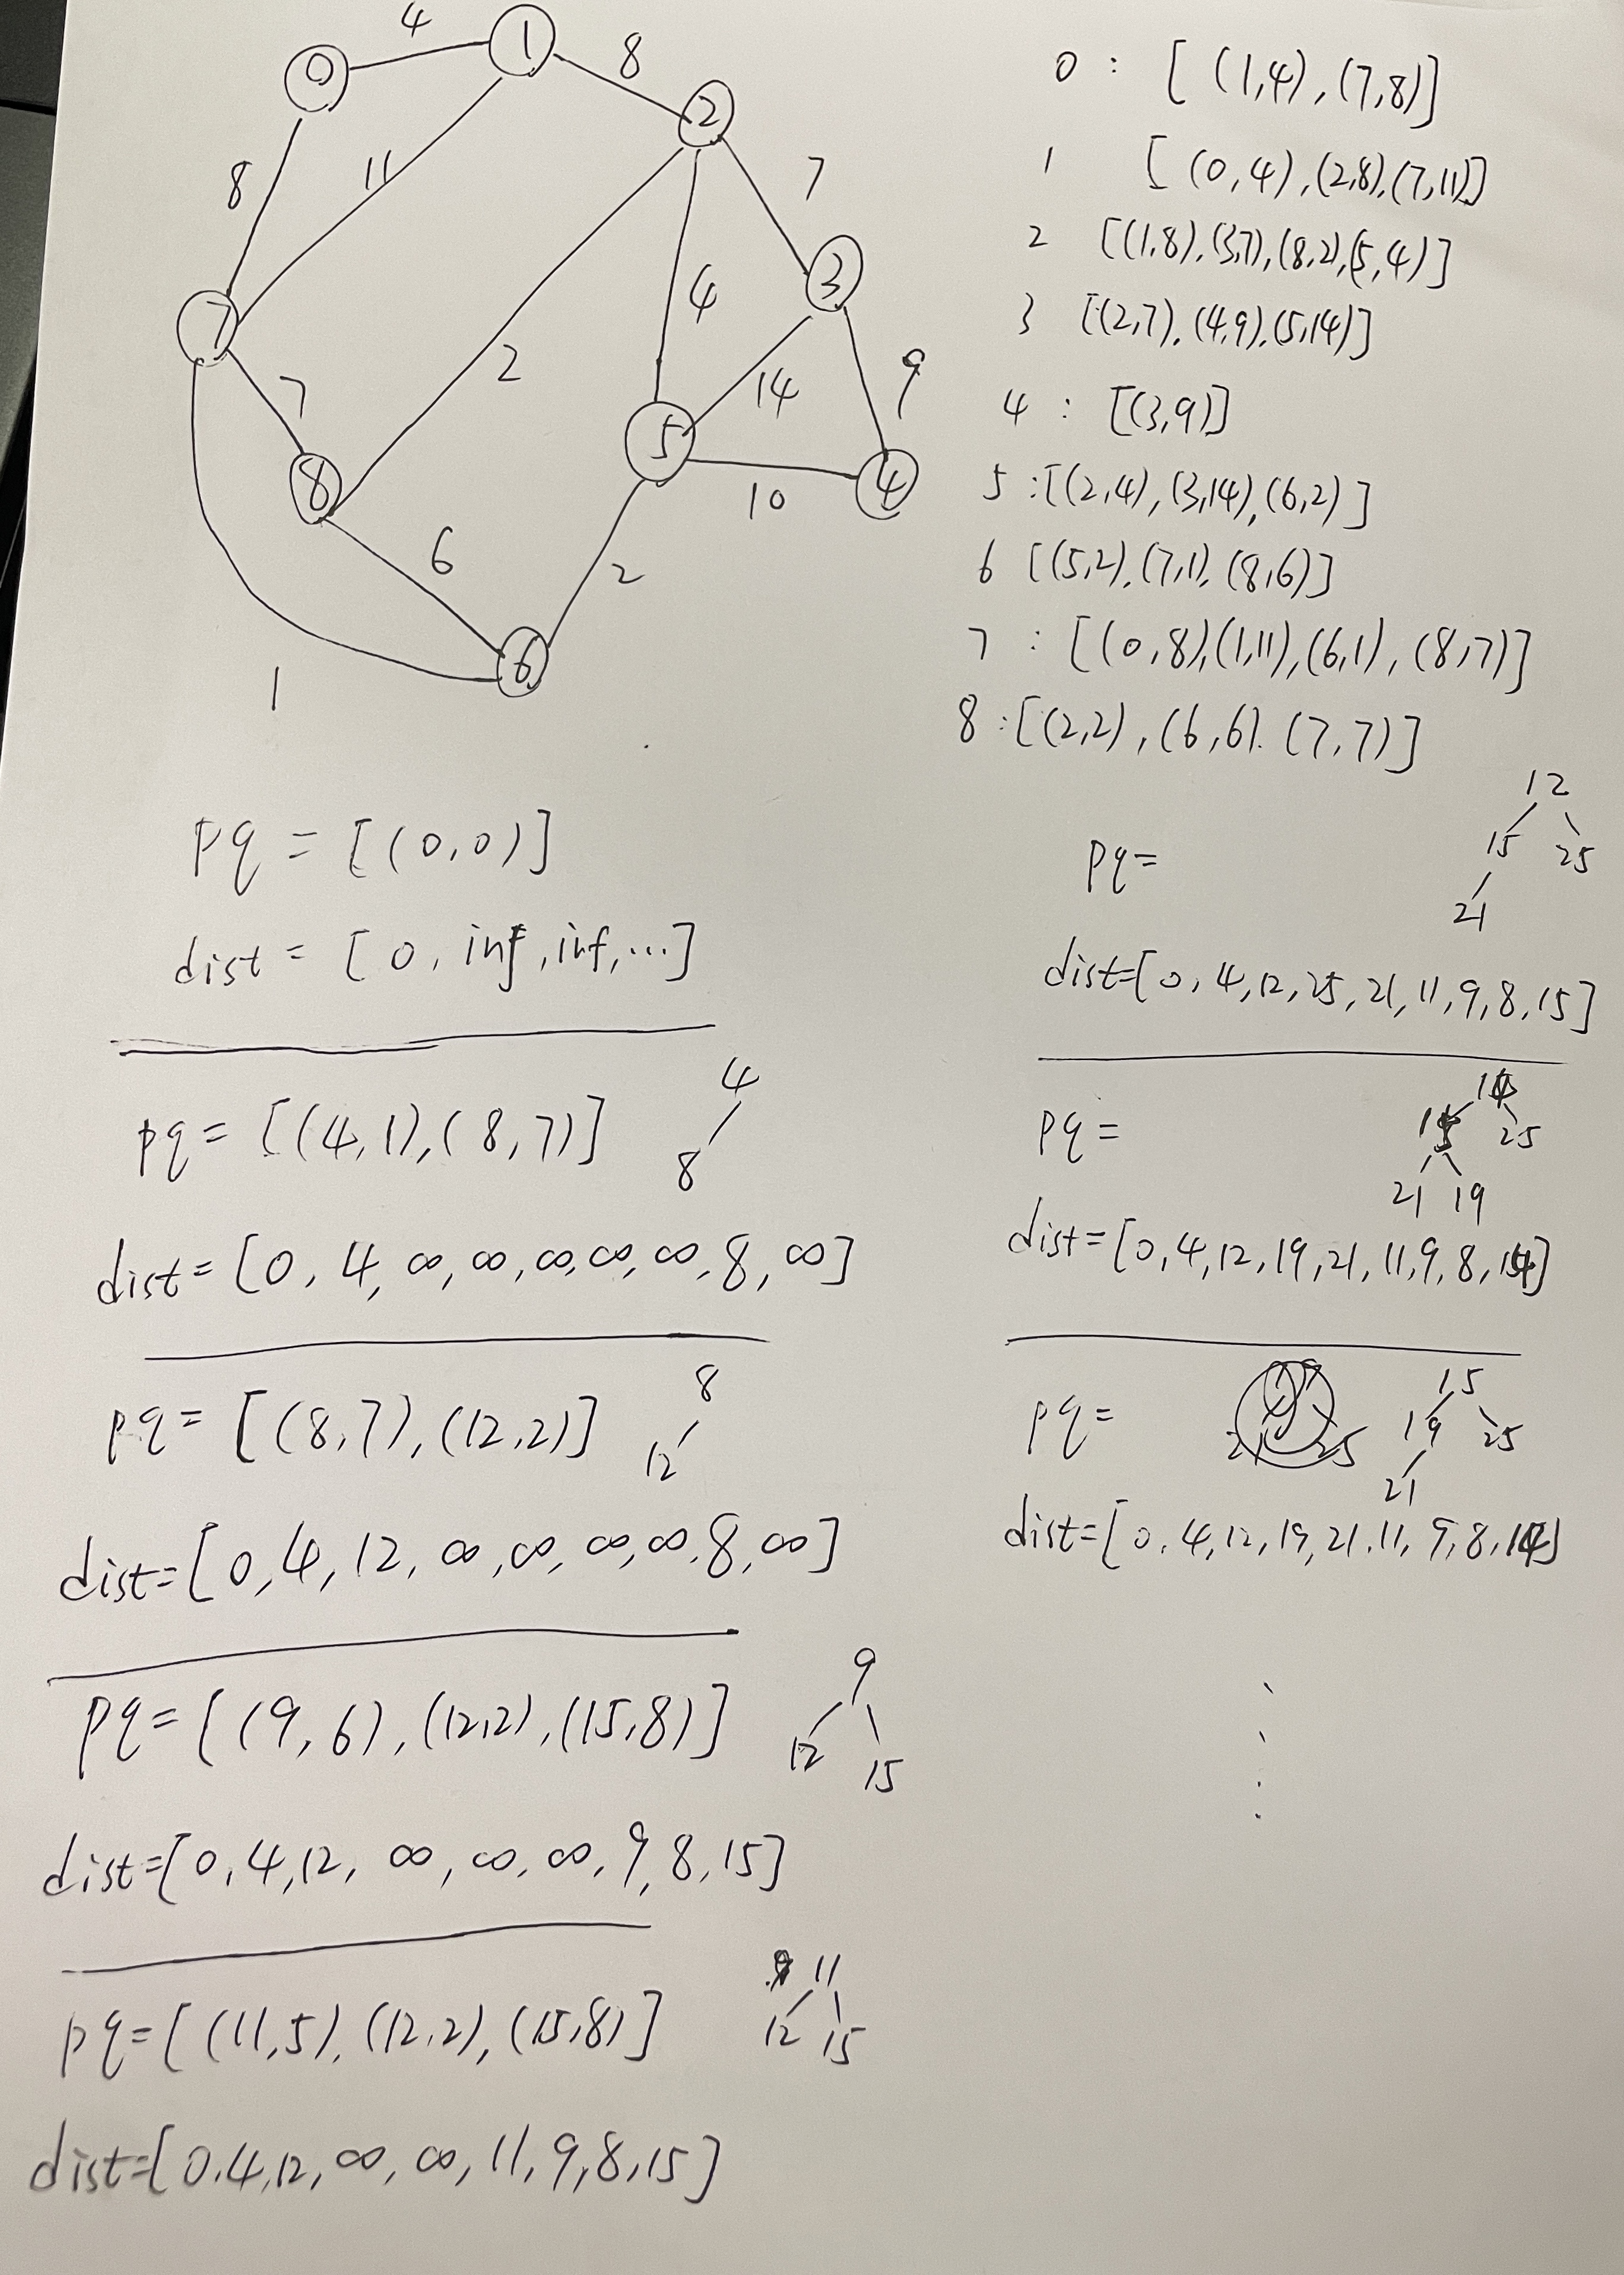 4
0
1
8
2
8
11
7
7
3
4
2
14
9
7
5
8
10
4
6
2
6
1
0 : [ (1,4) , (7,8)]
1 [ (0,4) , (2,8), (7,11)]
2 [(1,8), (3,7), (8,2), (5,4)]
3 [(2,7), (4,9), (5,14)]
4 : [(3,9)]
5 : [(2,4), (3,14), (6,2)]
6 [(5,2), (7,1), (8,6)]
7 : [(0,8), (1,11), (6,1), (8,7)]
8 : [(2,2), (6,6), (7,7)]
pq = [(0,0)]
dist = [0, inf, inf, ...]
pq = [(4,1), (8,7)]
4
8
dist = [0, 4, ∞, ∞, ∞, ∞, ∞, 8, ∞]
pq = [(8,7), (12,2)]
8
12
dist = [0, 4, 12, ∞, ∞, ∞, ∞, 8, ∞]
pq = [(9,6), (12,2), (15,8)]
9
12 15
dist = [0, 4, 12, ∞, ∞, ∞, 9, 8, 15]
pq = [(11,5), (12,2), (15,8)]
11
12 15
dist = [0, 4, 12, ∞, ∞, 11, 9, 8, 15]
pq =
12
15 25
21
dist = [0, 4, 12, 25, 21, 11, 9, 8, 15]
pq =
14
15 25
21 19
dist = [0, 4, 12, 19, 21, 11, 9, 8, 14]
pq =
21 25
15
19 25
21
dist = [0, 4, 12, 19, 21, 11, 9, 8, 14]